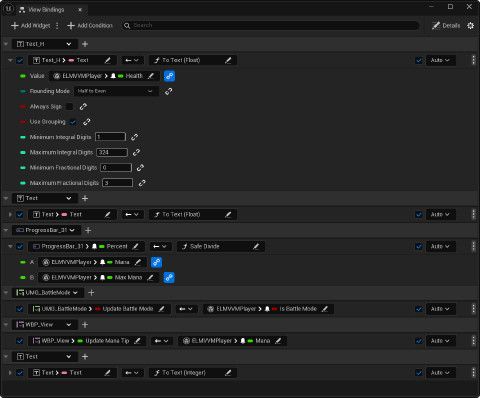 View Bindings
Add Widget
Add Condition
Search
Details
Text_H
Text_H > Text
To Text (Float)
Auto
Value
ELMVVMPlayer > Health
Rounding Mode
Half to Even
Always Sign
Use Grouping
Minimum Integral Digits
1
Maximum Integral Digits
324
Minimum Fractional Digits
0
Maximum Fractional Digits
3
Text
Text > Text
To Text (Float)
Auto
ProgressBar_31
ProgressBar_31 > Percent
Safe Divide
Auto
A
ELMVVMPlayer > Mana
B
ELMVVMPlayer > Max Mana
UMG_BattleMode
UMG_BattleMode > Update Battle Mode
ELMVVMPlayer > Is Battle Mode
Auto
WBP_View
WBP_View > Update Mana Tip
ELMVVMPlayer > Mana
Auto
Text
Text > Text
To Text (Integer)
Auto